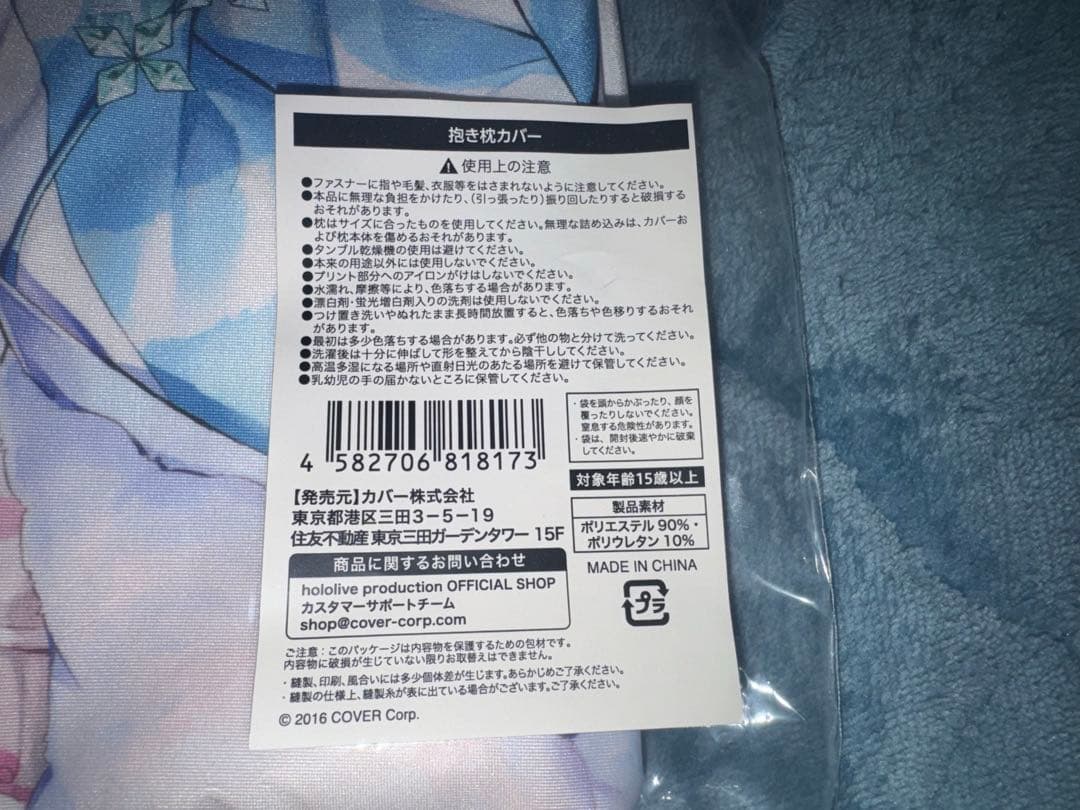 抱き枕カバー
使用上の注意
●ファスナーに指や毛髪、衣服等をはさまれないように注意してください。
●本品に無理な負担をかけたり、(引っ張ったり)振り回したりすると破損する
おそれがあります。
●枕はサイズに合ったものを使用してください。無理な詰め込みは、カバーお
よび枕本体を傷めるおそれがあります。
●タンブル乾燥機の使用は避けてください。
●本来の用途以外には使用しないでください。
●プリント部分へのアイロンがけはしないでください。
●水濡れ、摩擦等により、色落ちする場合があります。
●漂白剤・蛍光増白剤入りの洗剤は使用しないでください。
●つけ置き洗いやぬれたまま長時間放置すると、色落ちや色移りするおそれ
があります。
●最初は多少色落ちする場合があります。必ず他の物と分けて洗ってください。
●洗濯後は十分に伸ばして形を整えてから陰干ししてください。
●高温多湿になる場所や直射日光のあたる場所を避けて保管してください。
●乳幼児の手の届かないところに保管してください。
4 582706 818173
・袋を頭からかぶったり、顔を
覆ったりしないでください。
窒息する危険性があります。
・袋は、開封後速やかに破棄
してください。
対象年齢15歳以上
【発売元】カバー株式会社
東京都港区三田3-5-19
住友不動産 東京三田ガーデンタワー 15F
製品素材
ポリエステル 90%・
ポリウレタン 10%
MADE IN CHINA
プラ
商品に関するお問い合わせ
hololive production OFFICIAL SHOP
カスタマーサポートチーム
shop@cover-corp.com
ご注意:このパッケージは内容物を保護するための包材です。
内容物に破損が生じていない限りお取替えはできません。
・縫製、印刷、風合いには多少個体差が生じます。あらかじめご了承ください。
・縫製の仕様上、縫製糸が表に出ている場合がございます。ご了承ください。
© 2016 COVER Corp.